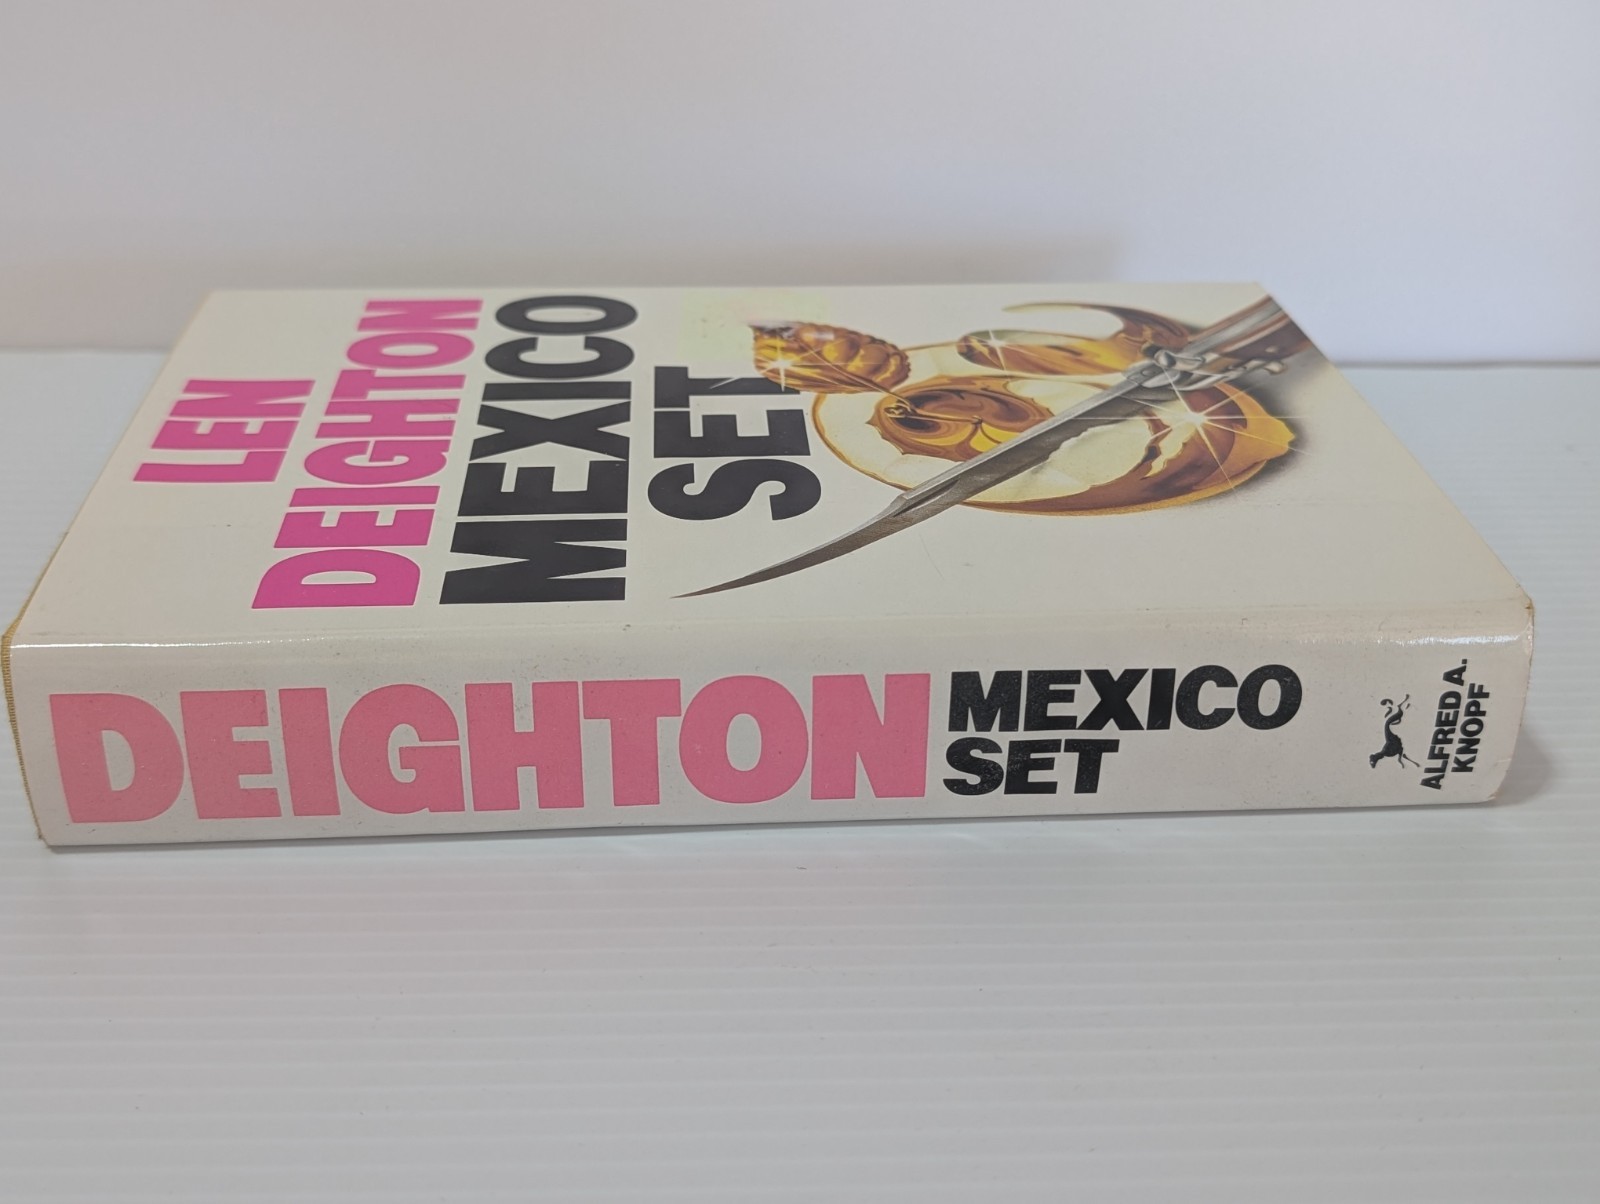 LEN
DEIGHTON
MEXICO
SET
DEIGHTON
MEXICO
SET
ALFRED A.
KNOPF